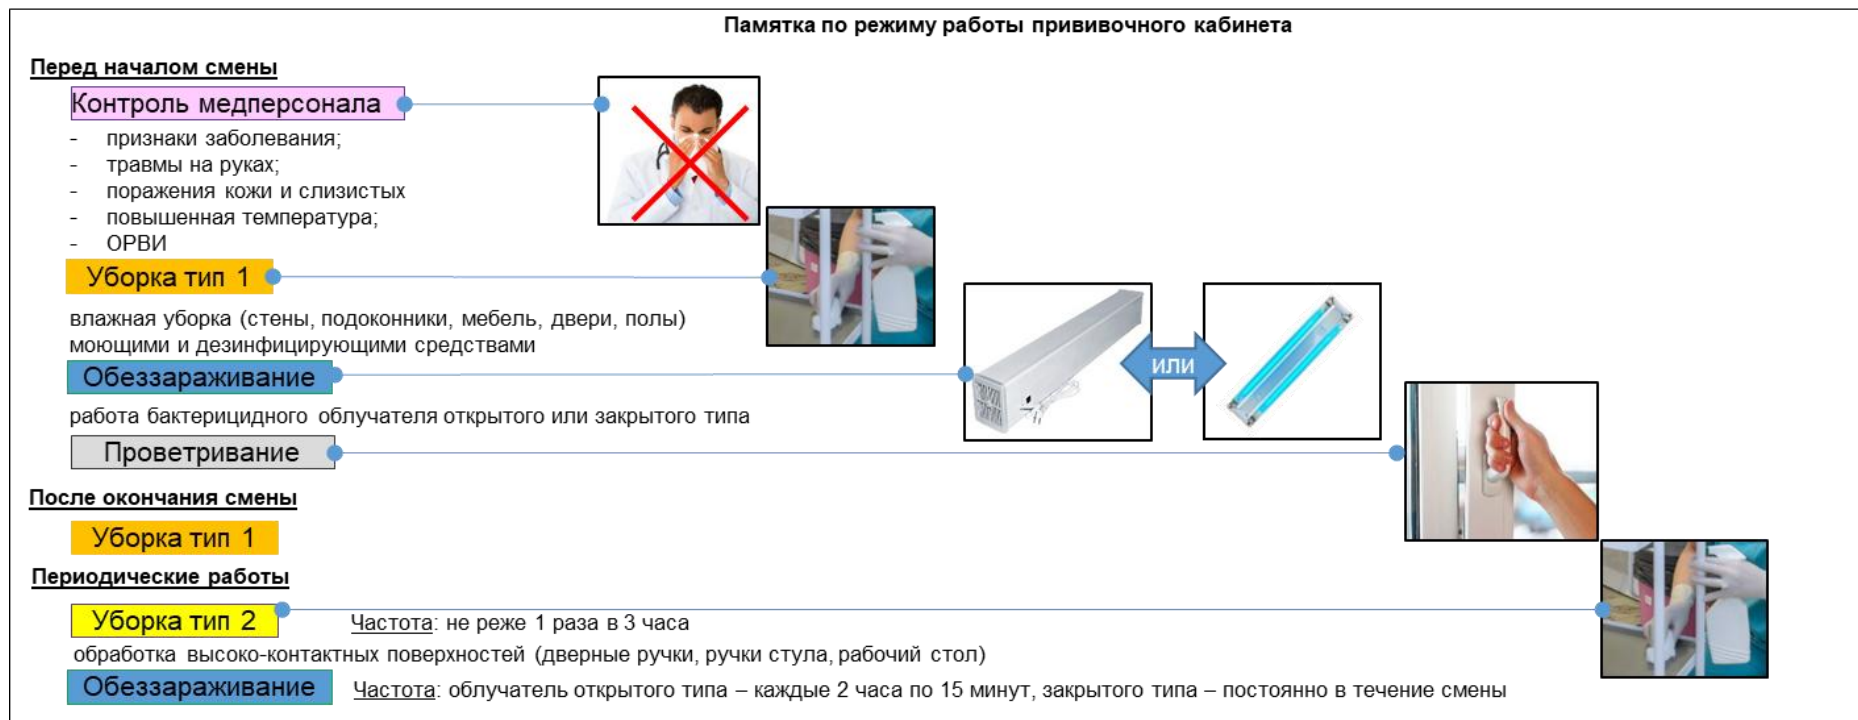 Памятка по режиму работы прививочного кабинета
Перед началом смены
Контроль медперсонала
- признаки заболевания;
- травмы на руках;
- поражения кожи и слизистых
- повышенная температура;
- ОРВИ
Уборка тип 1
влажная уборка (стены, подоконники, мебель, двери, полы)
моющими и дезинфицирующими средствами
Обеззараживание
ИЛИ
работа бактерицидного облучателя открытого или закрытого типа
Проветривание
После окончания смены
Уборка тип 1
Периодические работы
Уборка тип 2 Частота: не реже 1 раза в 3 часа
обработка высоко-контактных поверхностей (дверные ручки, ручки стула, рабочий стол)
Обеззараживание Частота: облучатель открытого типа – каждые 2 часа по 15 минут, закрытого типа – постоянно в течение смены